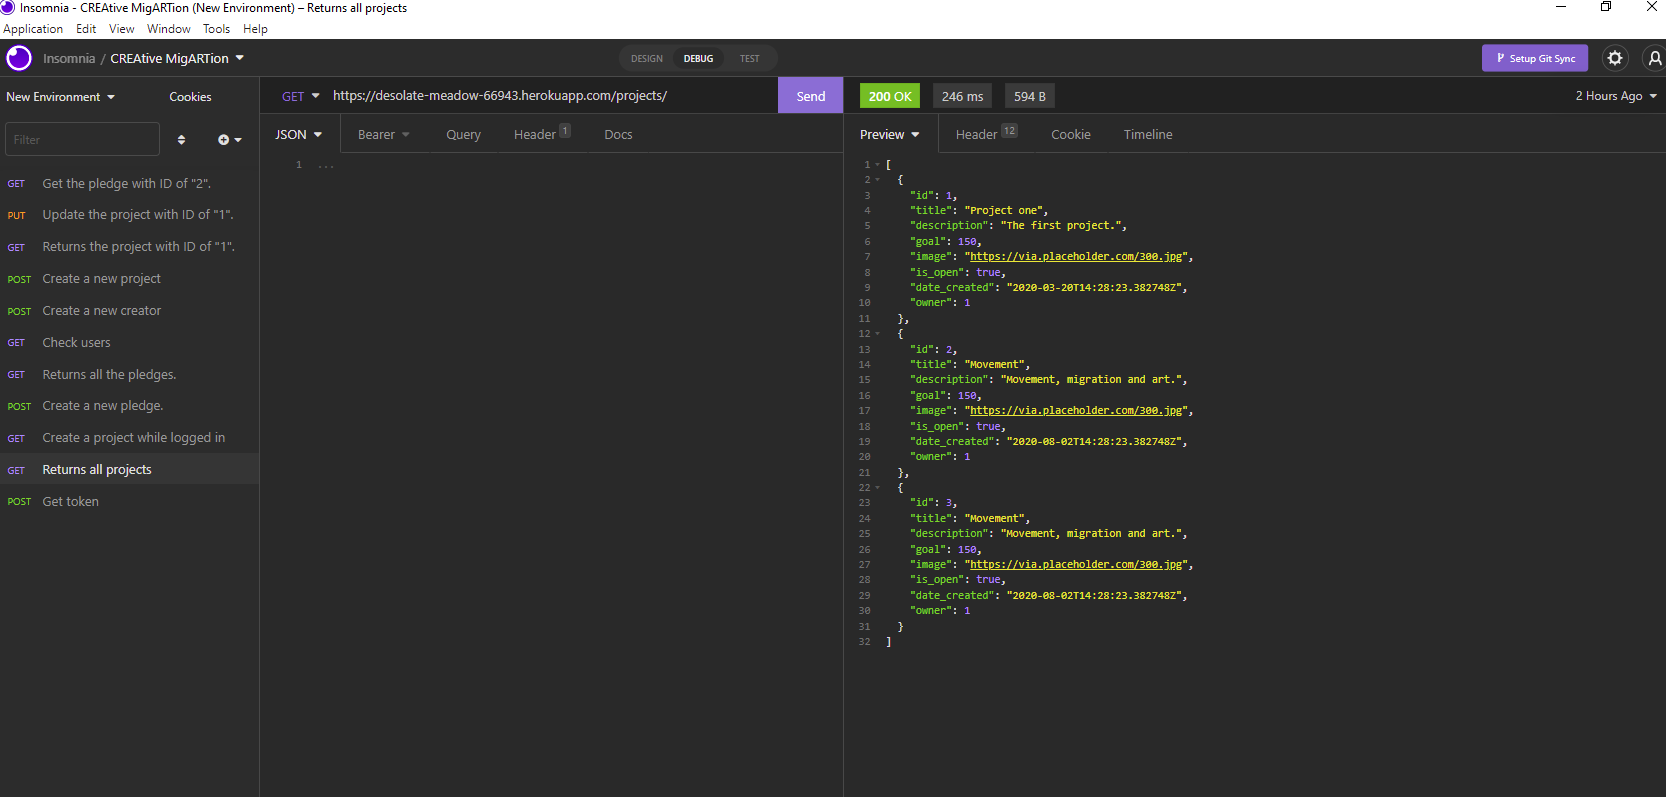 Insomnia - CREAtive MigARTion (New Environment) – Returns all projects
Application Edit View Window Tools Help
Insomnia / CREAtive MigARTion
DESIGN DEBUG TEST
Setup Git Sync
New Environment Cookies
GET https://desolate-meadow-66943.herokuapp.com/projects/ Send
200 OK 246 ms 594 B 2 Hours Ago
Filter
JSON Bearer Query Header 1 Docs
Preview Header 12 Cookie Timeline
GET Get the pledge with ID of "2".
PUT Update the project with ID of "1".
GET Returns the project with ID of "1".
POST Create a new project
POST Create a new creator
GET Check users
GET Returns all the pledges.
POST Create a new pledge.
GET Create a project while logged in
GET Returns all projects
POST Get token
1 ...
1 [
2 {
3 "id": 1,
4 "title": "Project one",
5 "description": "The first project.",
6 "goal": 150,
7 "image": "https://via.placeholder.com/300.jpg",
8 "is_open": true,
9 "date_created": "2020-03-20T14:28:23.382748Z",
10 "owner": 1
11 },
12 {
13 "id": 2,
14 "title": "Movement",
15 "description": "Movement, migration and art.",
16 "goal": 150,
17 "image": "https://via.placeholder.com/300.jpg",
18 "is_open": true,
19 "date_created": "2020-08-02T14:28:23.382748Z",
20 "owner": 1
21 },
22 {
23 "id": 3,
24 "title": "Movement",
25 "description": "Movement, migration and art.",
26 "goal": 150,
27 "image": "https://via.placeholder.com/300.jpg",
28 "is_open": true,
29 "date_created": "2020-08-02T14:28:23.382748Z",
30 "owner": 1
31 }
32 ]